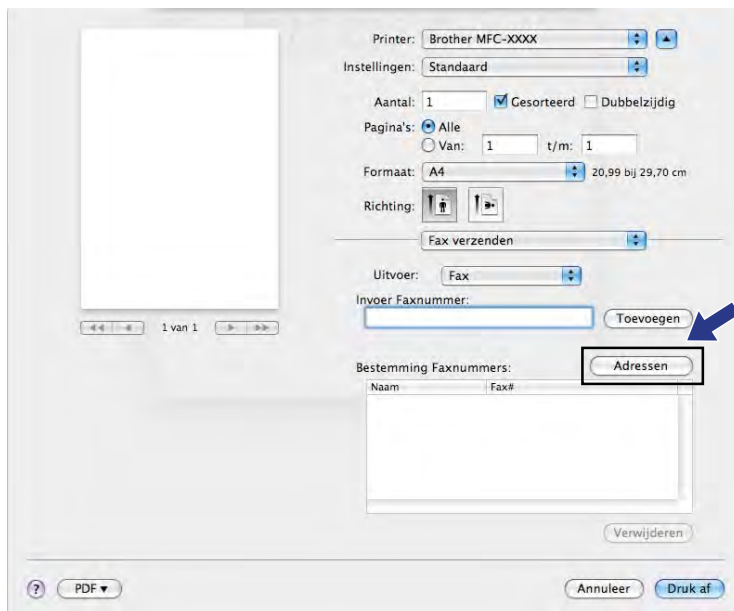 Printer: Brother MFC-XXXX
Instellingen: Standaard
Aantal: 1 Gesorteerd Dubbelzijdig
Pagina's: Alle
Van: 1 t/m: 1
Formaat: A4 20,99 bij 29,70 cm
Richting:
Fax verzenden
Uitvoer: Fax
Invoer Faxnummer:
Toevoegen
1 van 1
Bestemming Faxnummers: Adressen
Naam Fax#
Verwijderen
? PDF Annuleer Druk af